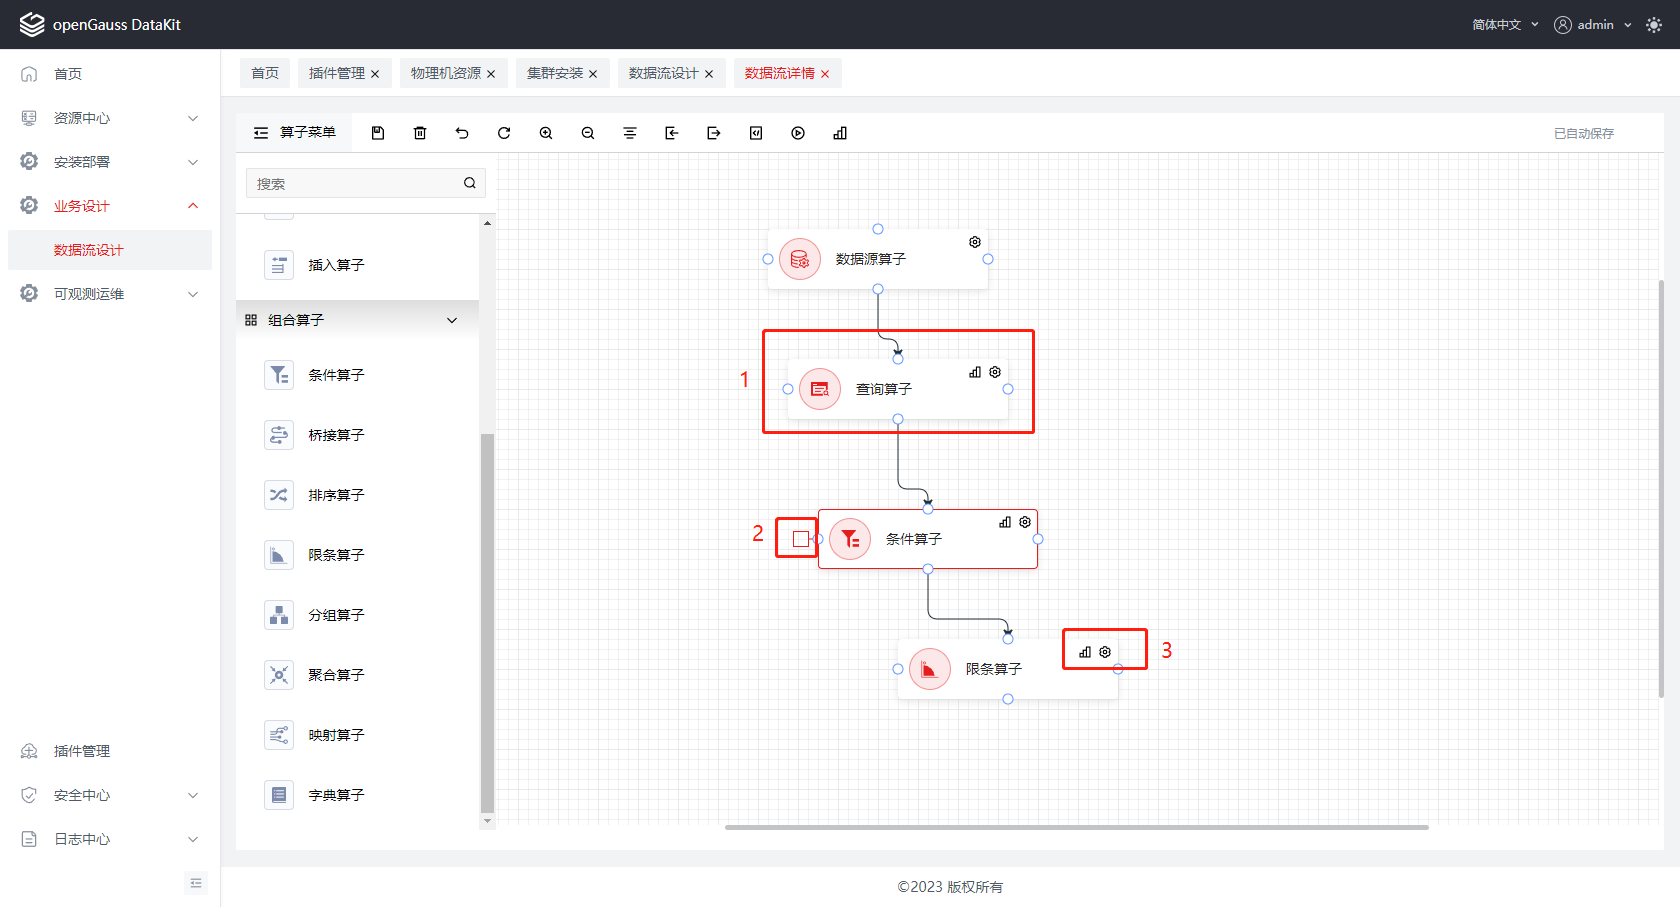 openGauss DataKit
简体中文
admin
首页
资源中心
安装部署
业务设计
数据流设计
可观测运维
插件管理
安全中心
日志中心
首页
插件管理
物理机资源
集群安装
数据流设计
数据流详情
算子菜单
已自动保存
搜索
插入算子
组合算子
条件算子
桥接算子
排序算子
限条算子
分组算子
聚合算子
映射算子
字典算子
数据源算子
1
查询算子
2
条件算子
3
限条算子
©2023 版权所有